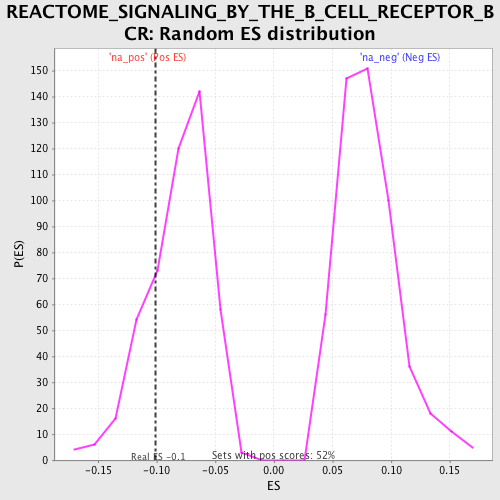 REACTOME_SIGNALING_BY_THE_B_CELL_RECEPTOR_B
CR: Random ES distribution
'na_pos' (Pos ES)
'na_neg' (Neg ES)
150
140
130
120
110
100
90
80
70
60
50
40
30
20
10
0
P(ES)
Real ES -0.1
Sets with pos scores: 52%
-0.15
-0.10
-0.05
0.00
0.05
0.10
0.15
ES